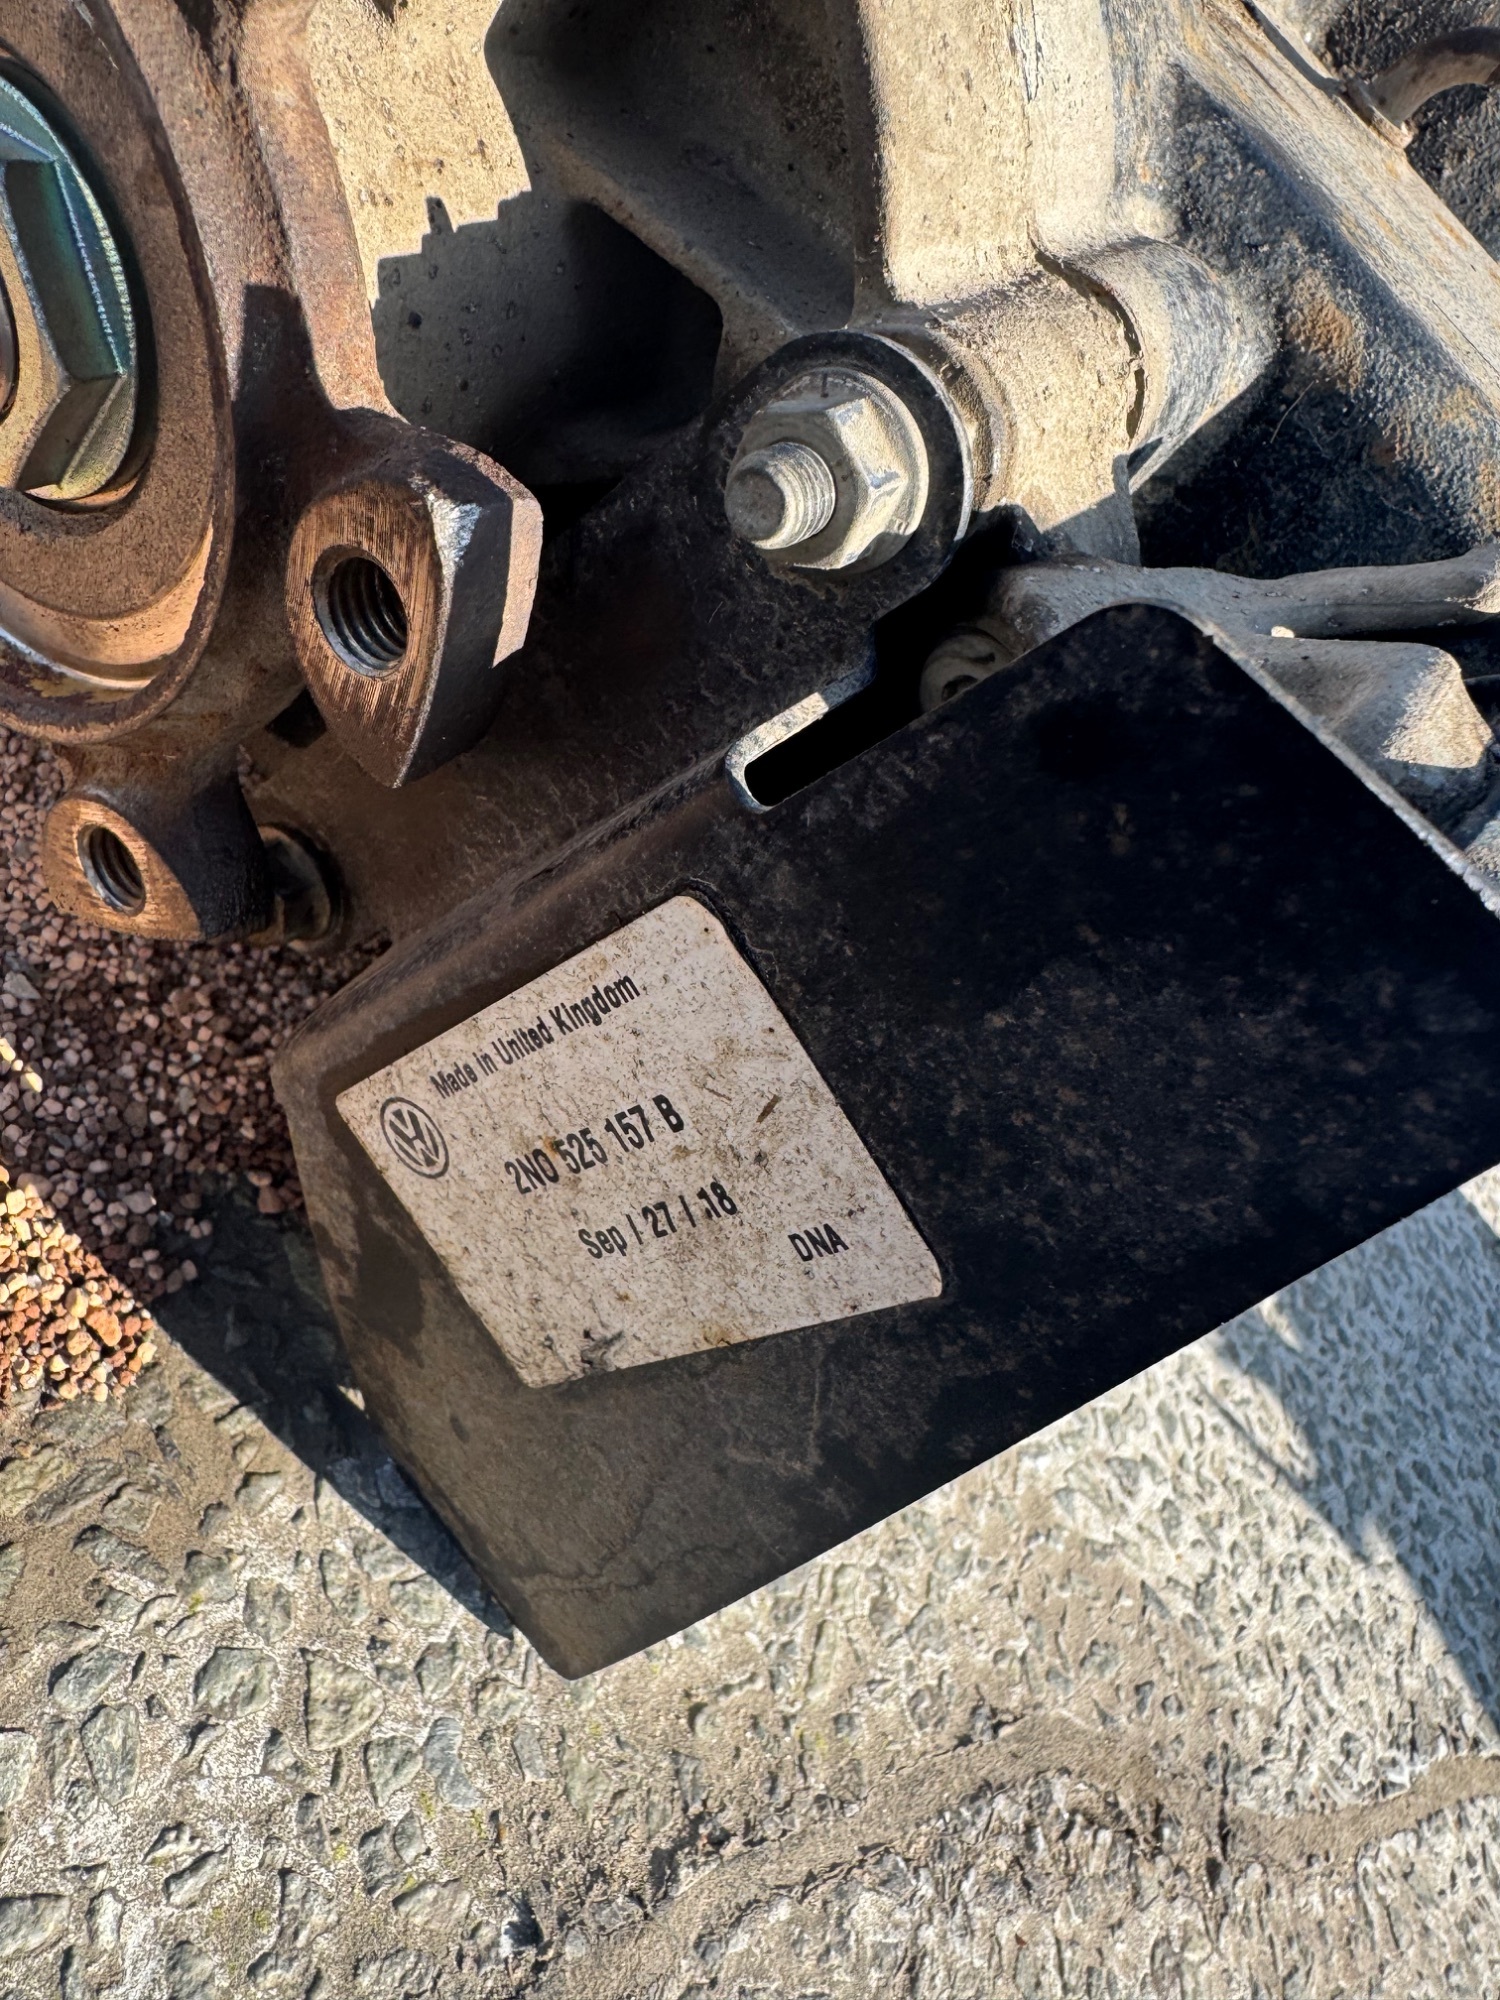 Made in United Kingdom
2N0 525 157 B
Sep / 27 / 18
DNA